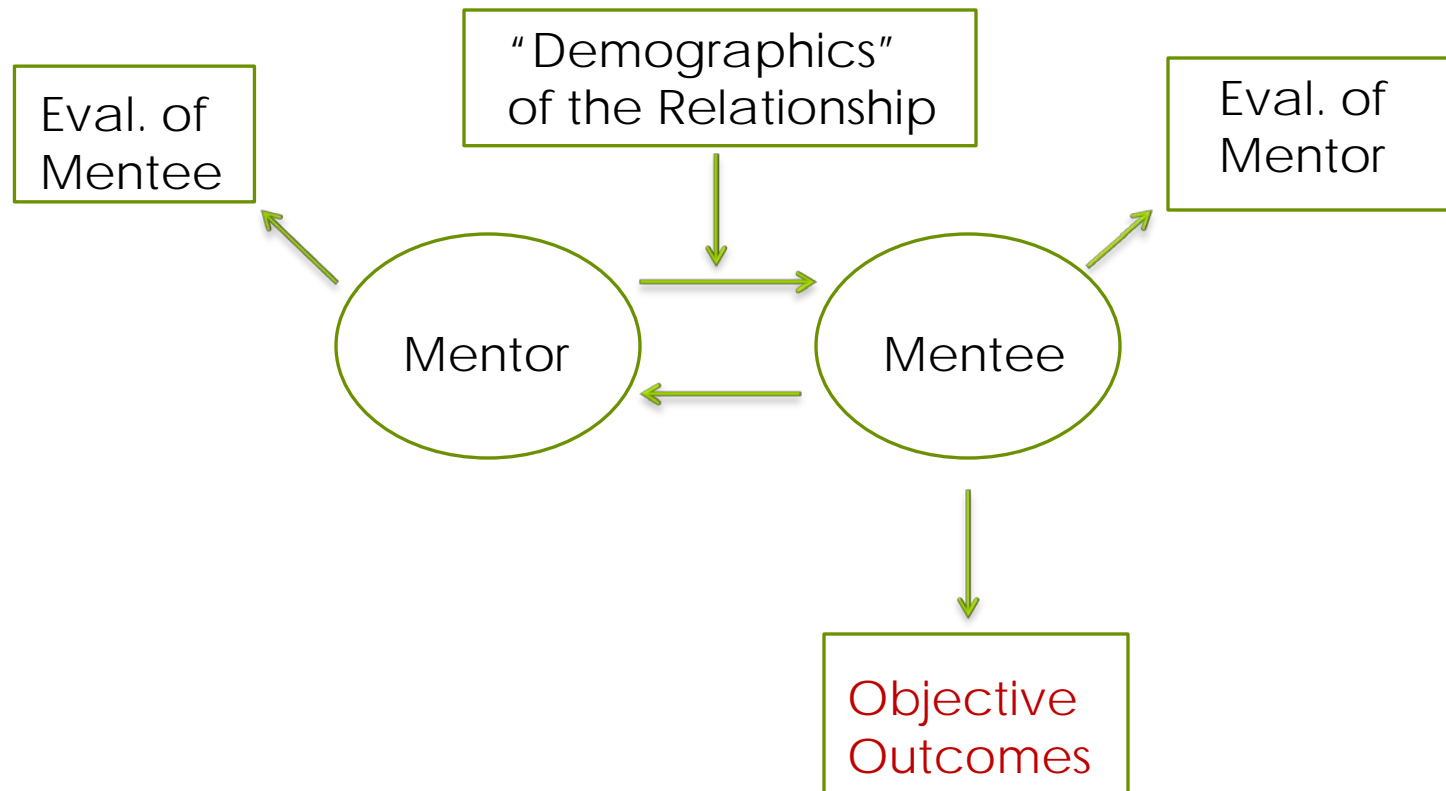 “Demographics”
of the Relationship
Eval. of
Mentee
Eval. of
Mentor
Mentor
Mentee
Objective
Outcomes